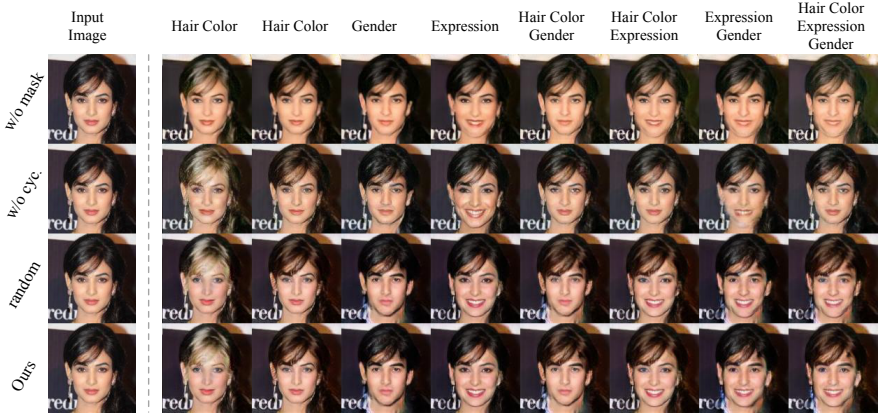 Input
Image
Hair Color
Hair Color
Gender
Expression
Hair Color
Gender
Hair Color
Expression
Expression
Gender
Hair Color
Expression
Gender
w/o mask
w/o cyc.
random
Ours